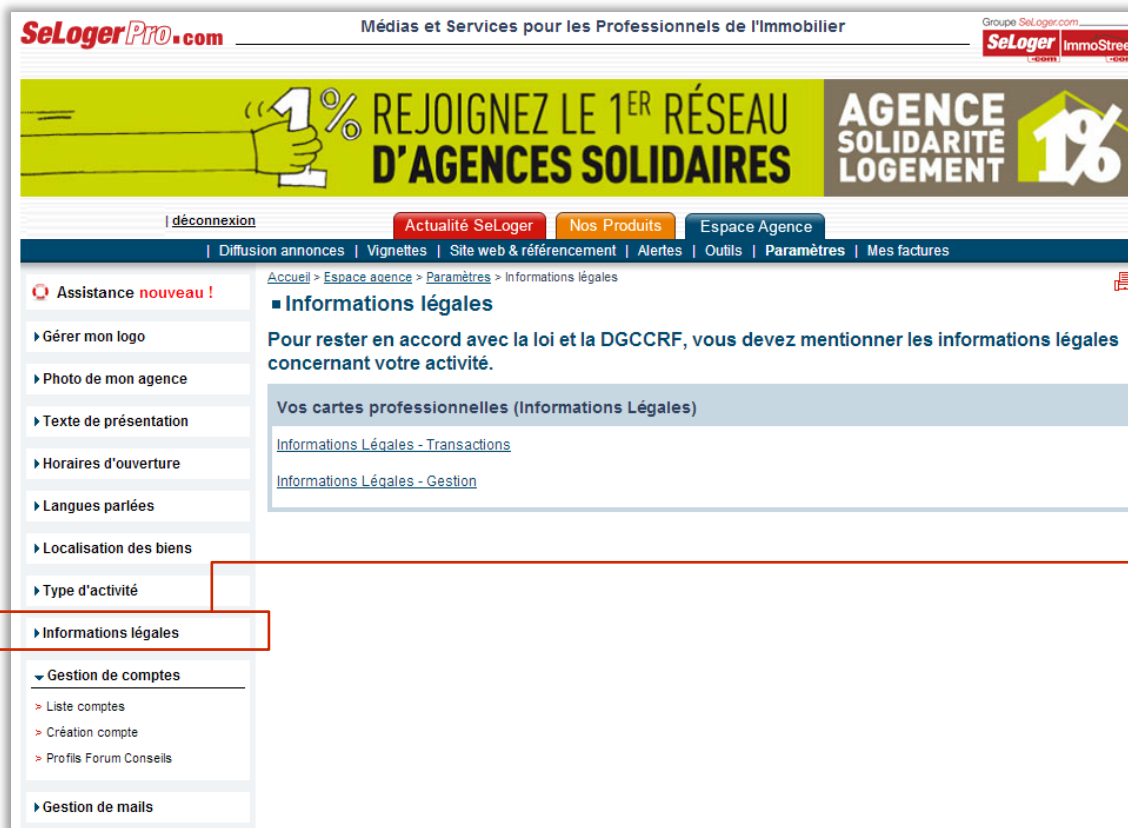 SeLogerPro.com
Médias et Services pour les Professionnels de l'Immobilier
Groupe SeLoger.com
SeLoger .com ImmoStree
1% REJOIGNEZ LE 1ER RÉSEAU
D'AGENCES SOLIDAIRES
AGENCE
SOLIDARITÉ
LOGEMENT
1%
| déconnexion
Actualité SeLoger
Nos Produits
Espace Agence
| Diffusion annonces | Vignettes | Site web & référencement | Alertes | Outils | Paramètres | Mes factures
Assistance nouveau !
Gérer mon logo
Photo de mon agence
Texte de présentation
Horaires d'ouverture
Langues parlées
Localisation des biens
Type d'activité
Informations légales
Gestion de comptes
> Liste comptes
> Création compte
> Profils Forum Conseils
Gestion de mails
Accueil > Espace agence > Paramètres > Informations légales
Informations légales
Pour rester en accord avec la loi et la DGCCRF, vous devez mentionner les informations légales
concernant votre activité.
Vos cartes professionnelles (Informations Légales)
Informations Légales - Transactions
Informations Légales - Gestion